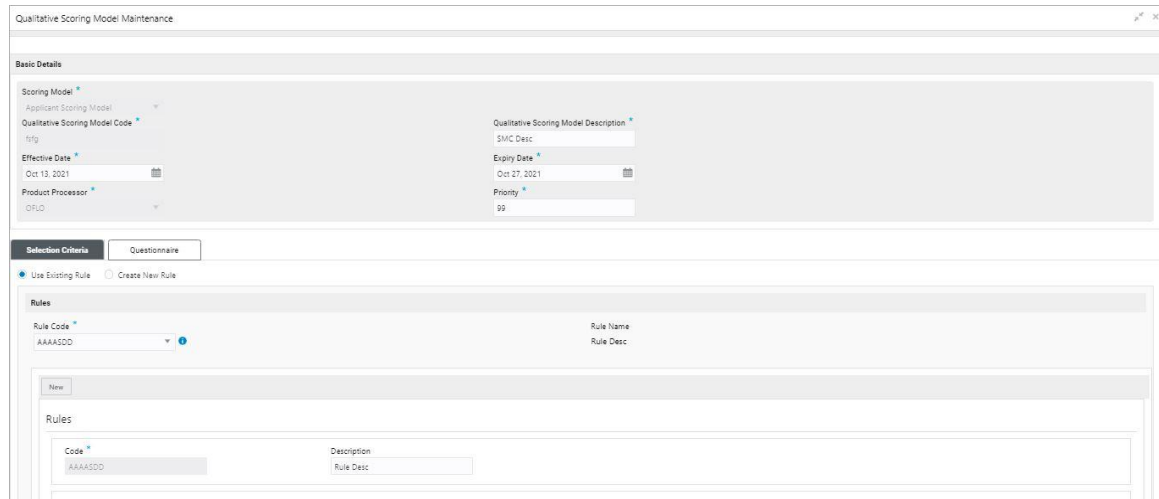 Qualitative Scoring Model Maintenance
Basic Details
Scoring Model *
Applicant Scoring Model
Qualitative Scoring Model Code * Qualitative Scoring Model Description *
fsfg SMC Desc
Effective Date * Expiry Date *
Oct 13, 2021 Oct 27, 2021
Product Processor * Priority *
OFLO 99
Selection Criteria Questionnaire
Use Existing Rule Create New Rule
Rules
Rule Code * Rule Name
AAAASDD Rule Desc
New
Rules
Code * Description
AAAASDD Rule Desc